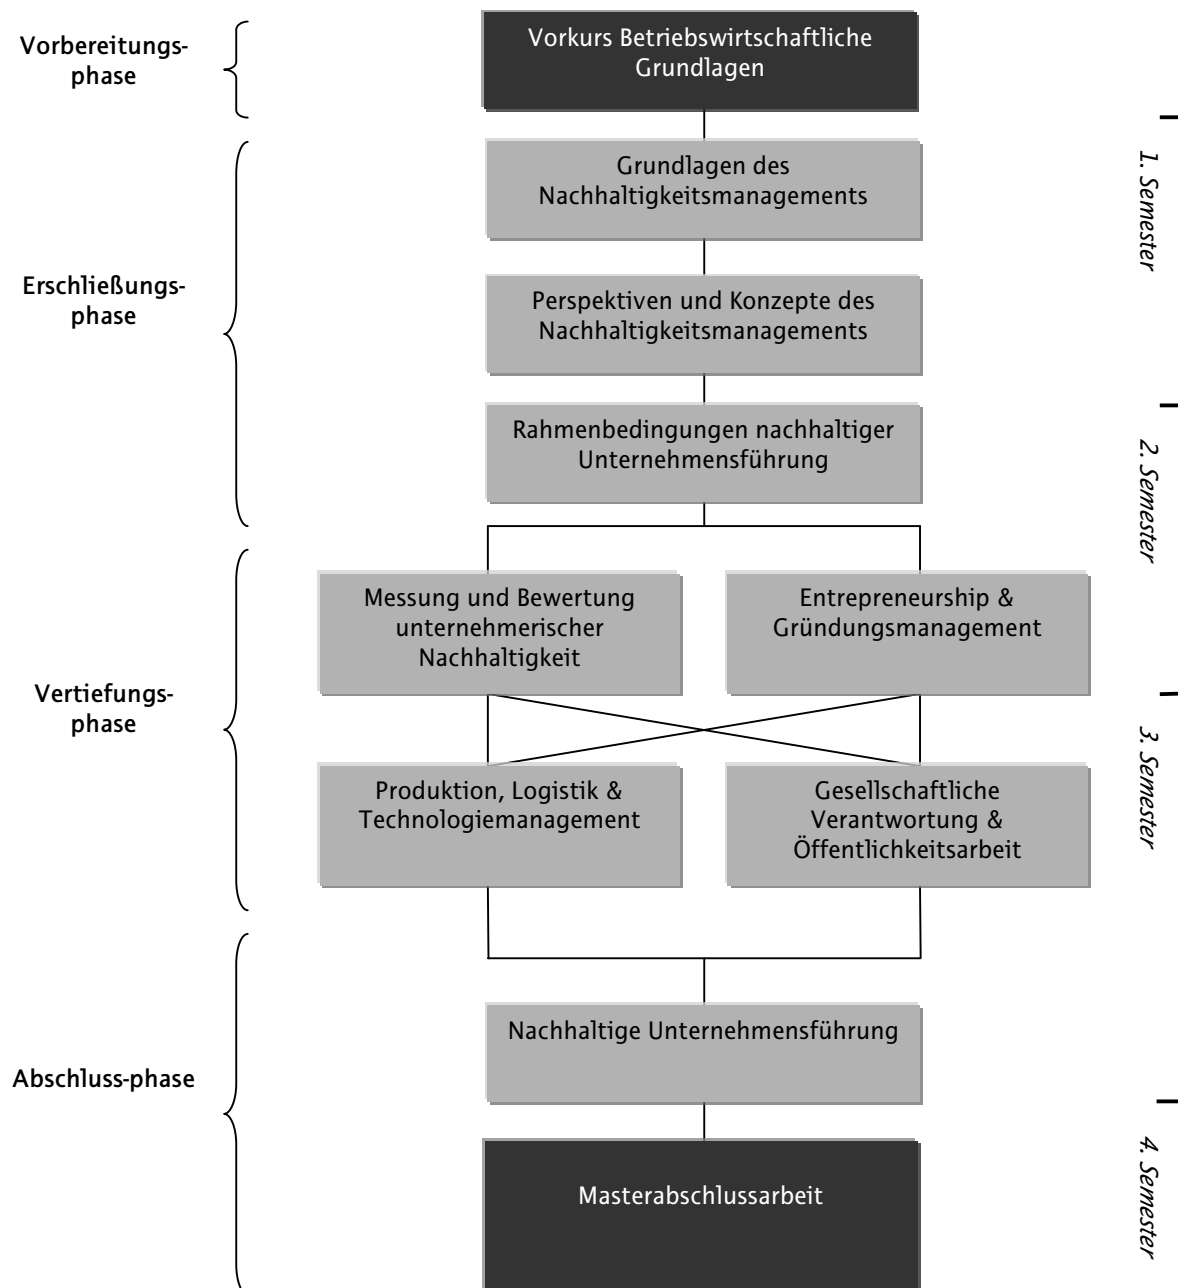 Vorbereitungs-
phase
Vorkurs Betriebswirtschaftliche
Grundlagen
1. Semester
Grundlagen des
Nachhaltigkeitsmanagements
Erschließungs-
phase
Perspektiven und Konzepte des
Nachhaltigkeitsmanagements
2. Semester
Rahmenbedingungen nachhaltiger
Unternehmensführung
Vertiefungs-
phase
Messung und Bewertung
unternehmerischer
Nachhaltigkeit
Entrepreneurship &
Gründungsmanagement
3. Semester
Produktion, Logistik &
Technologiemanagement
Gesellschaftliche
Verantwortung &
Öffentlichkeitsarbeit
Abschluss-phase
Nachhaltige Unternehmensführung
4. Semester
Masterabschlussarbeit